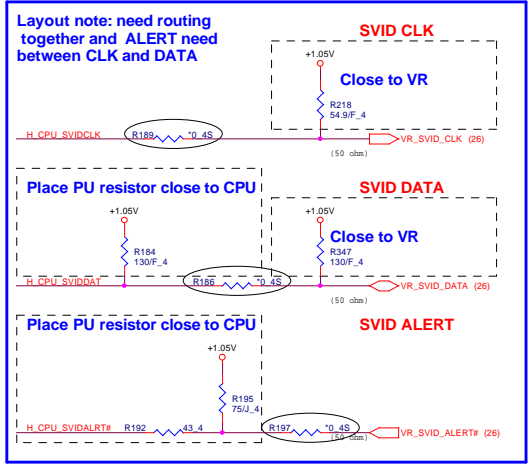 Layout note: need routing
together and ALERT need
between CLK and DATA
SVID CLK
+1.05V
Close to VR
R218
54.9/F_4
H_CPU_SVIDCLK
R189
*0_4S
VR_SVID_CLK (26)
(50 ohm)
Place PU resistor close to CPU
SVID DATA
+1.05V
+1.05V
Close to VR
R184
130/F_4
R347
130/F_4
H_CPU_SVIDDAT
R186
*0_4S
VR_SVID_DATA (26)
(50 ohm)
Place PU resistor close to CPU
SVID ALERT
+1.05V
R195
75/J_4
H_CPU_SVIDALRT#
R192
43_4
R197
*0_4S
VR_SVID_ALERT# (26)
(50 ohm)